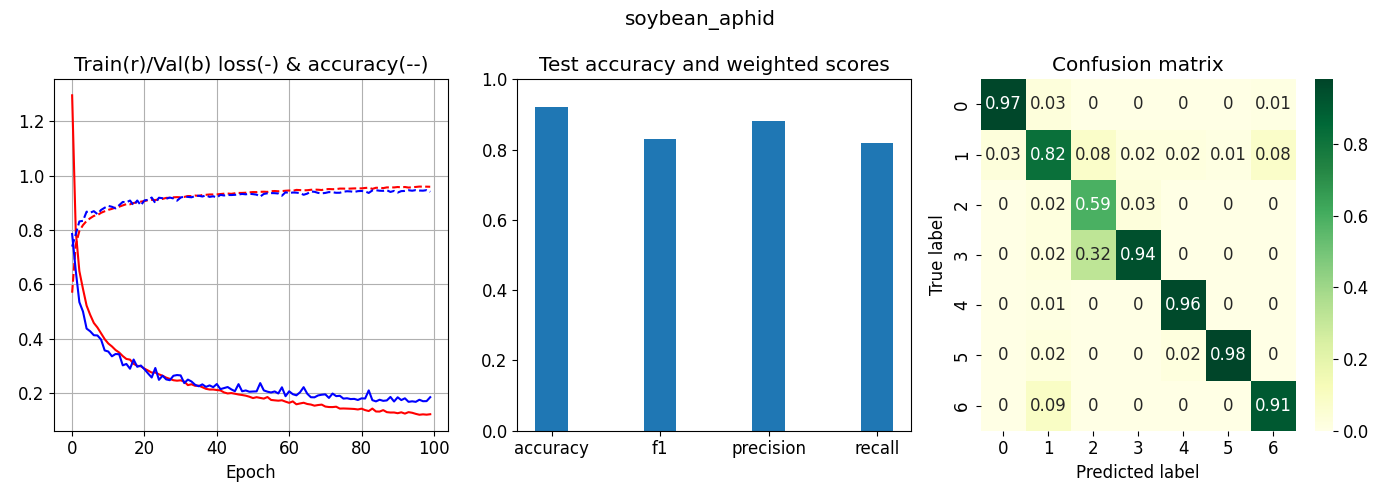 soybean_aphid
Train(r)/Val(b) loss(-) & accuracy(--)
1.2
1.0
0.8
0.6
0.4
0.2
0 20 40 60 80 100
Epoch
Test accuracy and weighted scores
1.0
0.8
0.6
0.4
0.2
0.0
accuracy f1 precision recall
Confusion matrix
True label
0 0.97 0.03 0 0 0 0 0.01
1 0.03 0.82 0.08 0.02 0.02 0.01 0.08
2 0 0.02 0.59 0.03 0 0 0
3 0 0.02 0.32 0.94 0 0 0
4 0 0.01 0 0 0.96 0 0
5 0 0.02 0 0 0.02 0.98 0
6 0 0.09 0 0 0 0 0.91
0 1 2 3 4 5 6
Predicted label
0.8
0.6
0.4
0.2
0.0